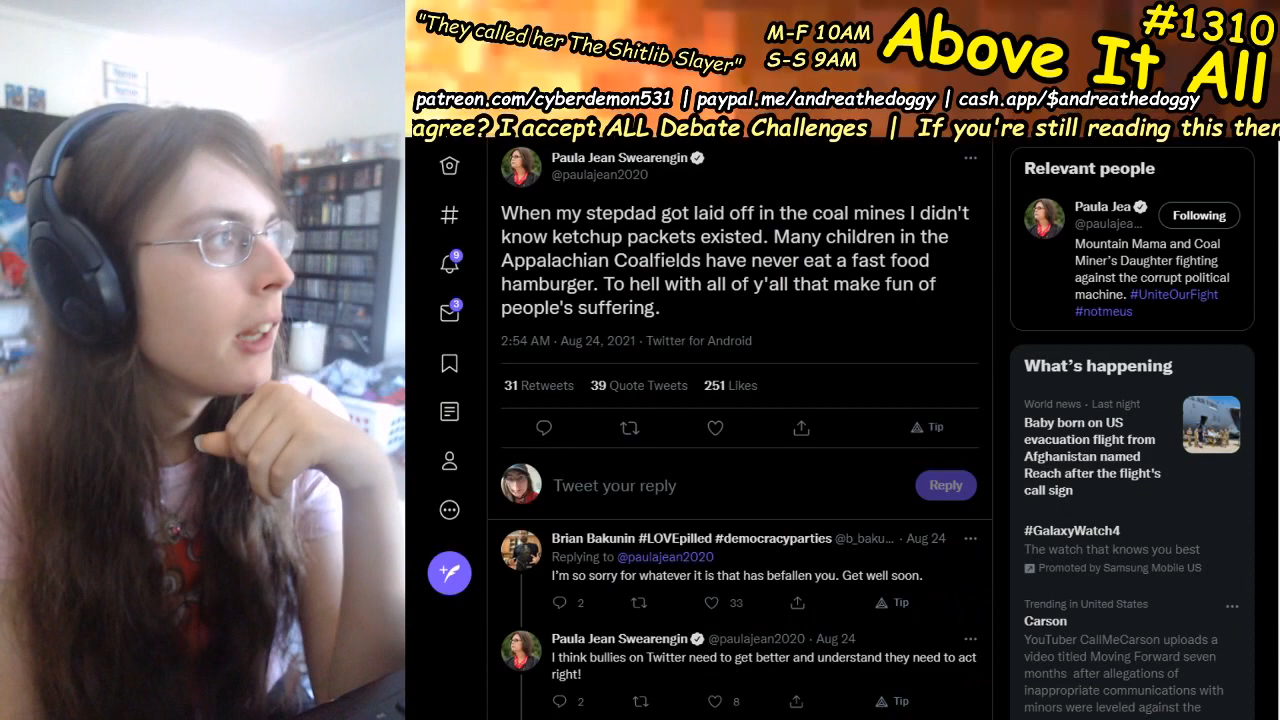 "They called her The Shitlib Slayer"
M-F 10AM
S-S 9AM
Above It All
#1310
patreon.com/cyberdemon531 | paypal.me/andreathedoggy | cash.app/$andreathedoggy
agree? I accept ALL Debate Challenges | If you're still reading this then
Paula Jean Swearengin
@paulajean2020
When my stepdad got laid off in the coal mines I didn't
know ketchup packets existed. Many children in the
Appalachian Coalfields have never eat a fast food
hamburger. To hell with all of y'all that make fun of
people's suffering.
2:54 AM · Aug 24, 2021 · Twitter for Android
31 Retweets 39 Quote Tweets 251 Likes
Tip
Tweet your reply
Reply
Brian Bakunin #LOVEpilled #democracyparties @b_baku... · Aug 24
Replying to @paulajean2020
I'm so sorry for whatever it is that has befallen you. Get well soon.
2 33 Tip
Paula Jean Swearengin @paulajean2020 · Aug 24
I think bullies on Twitter need to get better and understand they need to act
right!
2 8 Tip
9
3
Relevant people
Paula Jea
@paulajea...
Following
Mountain Mama and Coal
Miner's Daughter fighting
against the corrupt political
machine. #UniteOurFight
#notmeus
What's happening
World news · Last night
Baby born on US
evacuation flight from
Afghanistan named
Reach after the flight's
call sign
#GalaxyWatch4
The watch that knows you best
Promoted by Samsung Mobile US
Trending in United States
Carson
YouTuber CallMeCarson uploads a
video titled Moving Forward seven
months after allegations of
inappropriate communications with
minors were leveled against the